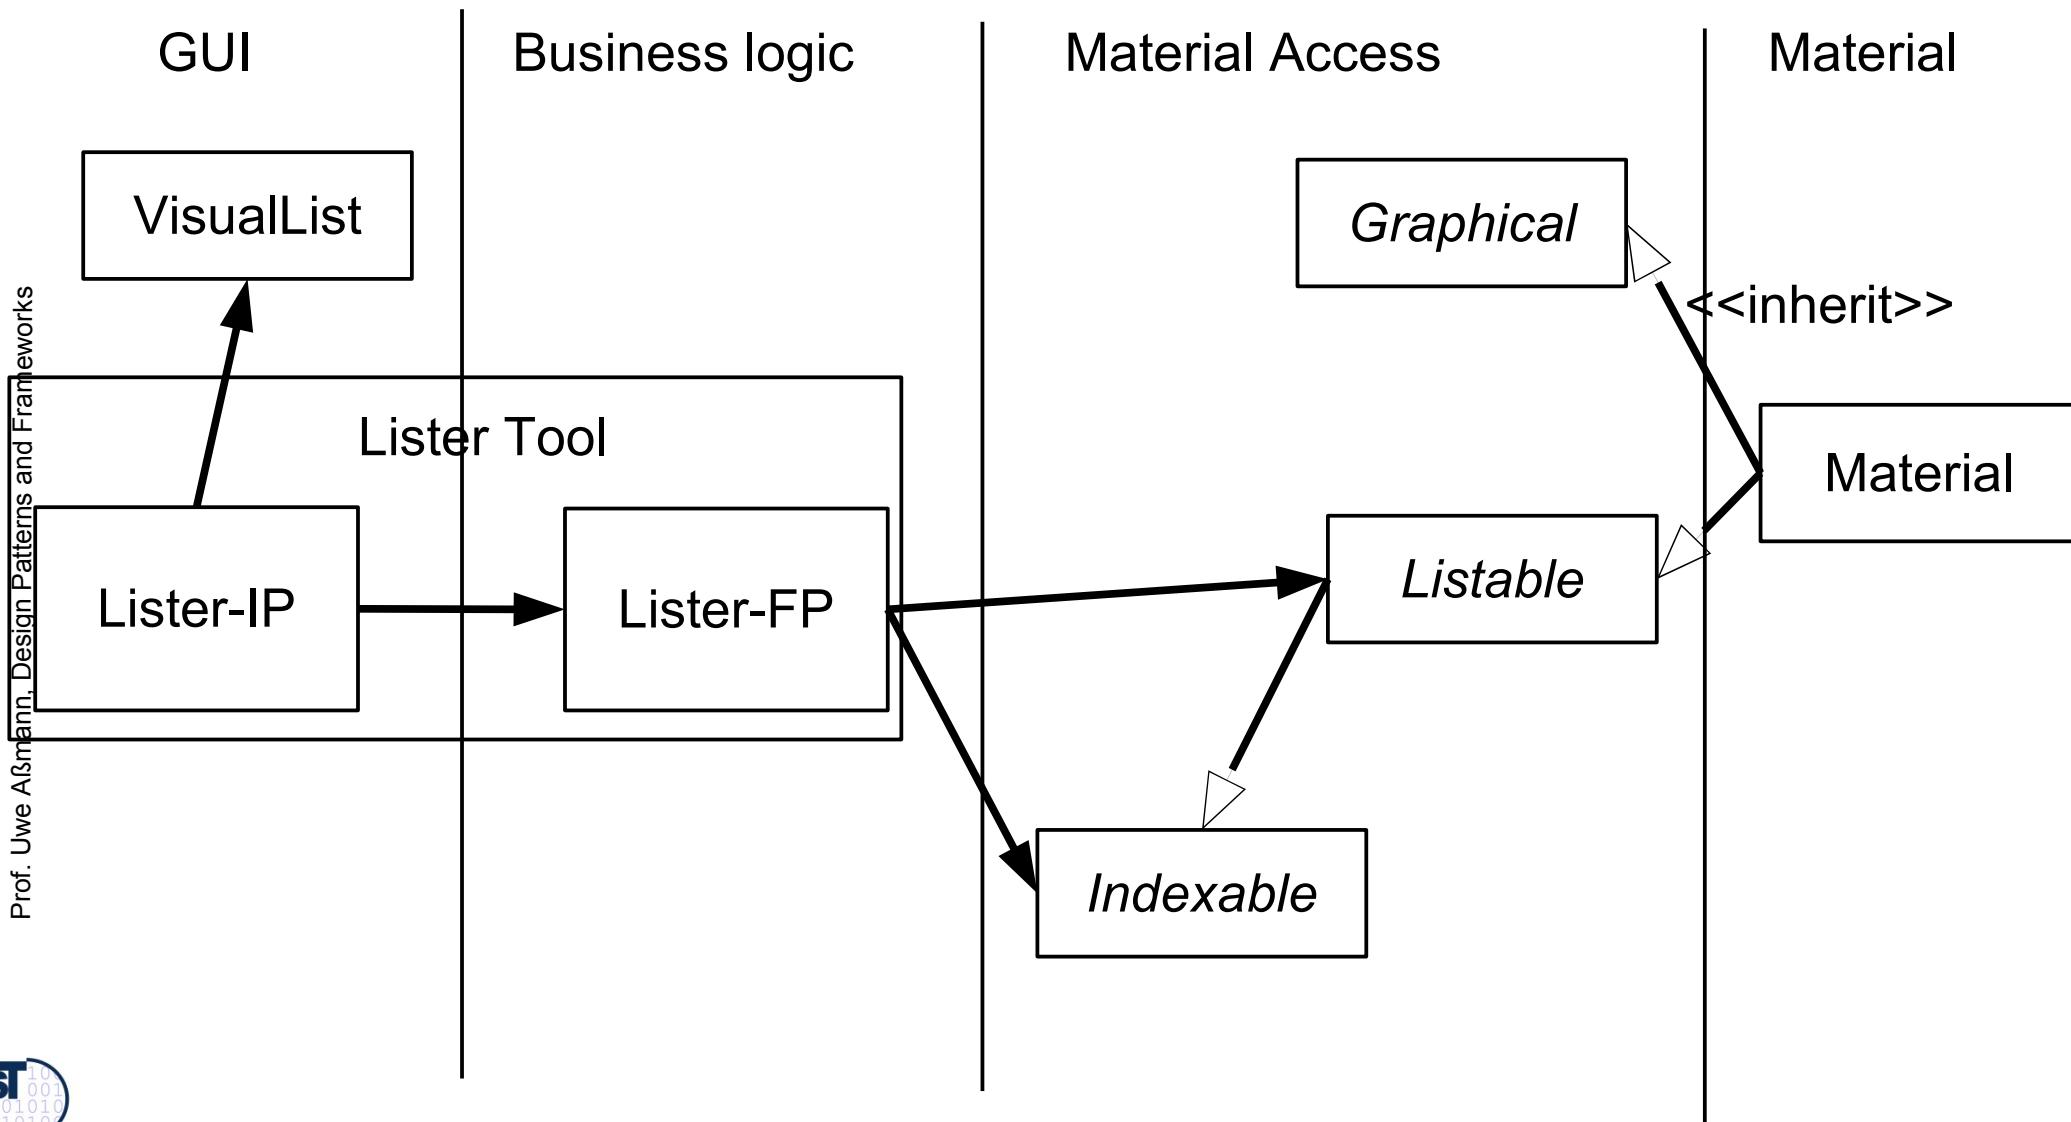 GUI
Business logic
Material Access
Material
VisualList
Graphical
<<inherit>>
Lister Tool
Material
Lister-IP
Lister-FP
Listable
Indexable
Prof. Uwe Aßmann, Design Patterns and Frameworks